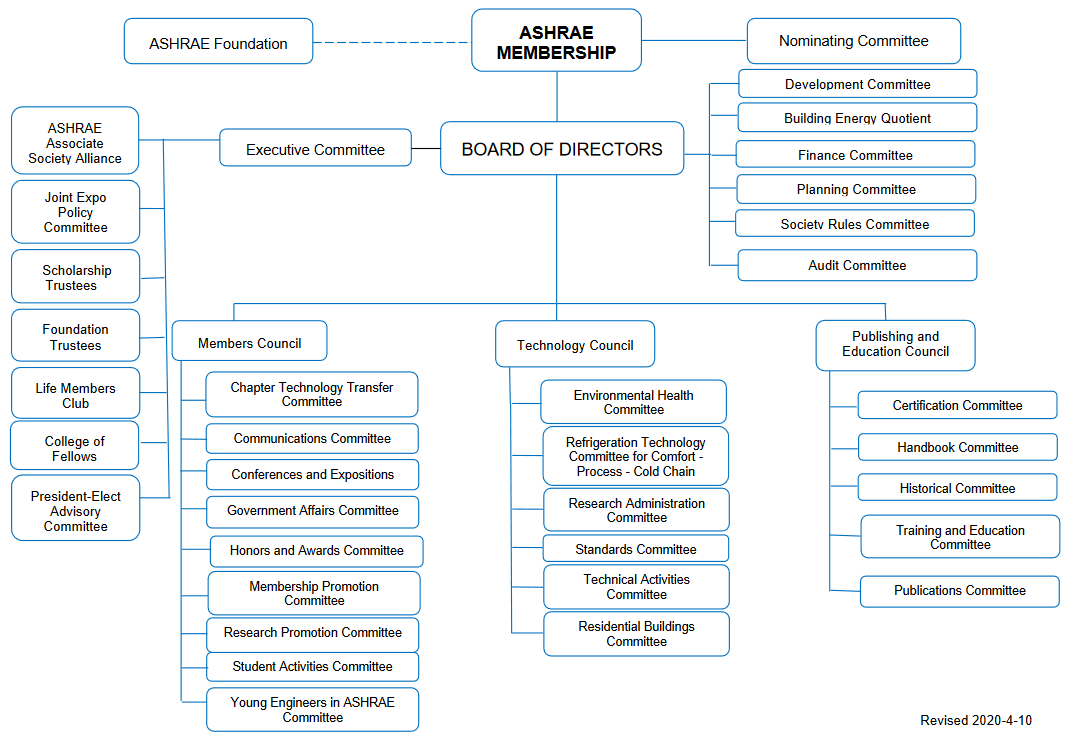 ASHRAE Foundation
ASHRAE
MEMBERSHIP
Nominating Committee
Development Committee
Building Energy Quotient
Finance Committee
Planning Committee
Society Rules Committee
Audit Committee
BOARD OF DIRECTORS
Executive Committee
ASHRAE
Associate
Society Alliance
Joint Expo
Policy
Committee
Scholarship
Trustees
Foundation
Trustees
Life Members
Club
College of
Fellows
President-Elect
Advisory
Committee
Members Council
Chapter Technology Transfer
Committee
Communications Committee
Conferences and Expositions
Government Affairs Committee
Honors and Awards Committee
Membership Promotion
Committee
Research Promotion Committee
Student Activities Committee
Young Engineers in ASHRAE
Committee
Technology Council
Environmental Health
Committee
Refrigeration Technology
Committee for Comfort -
Process - Cold Chain
Research Administration
Committee
Standards Committee
Technical Activities
Committee
Residential Buildings
Committee
Publishing and
Education Council
Certification Committee
Handbook Committee
Historical Committee
Training and Education
Committee
Publications Committee
Revised 2020-4-10